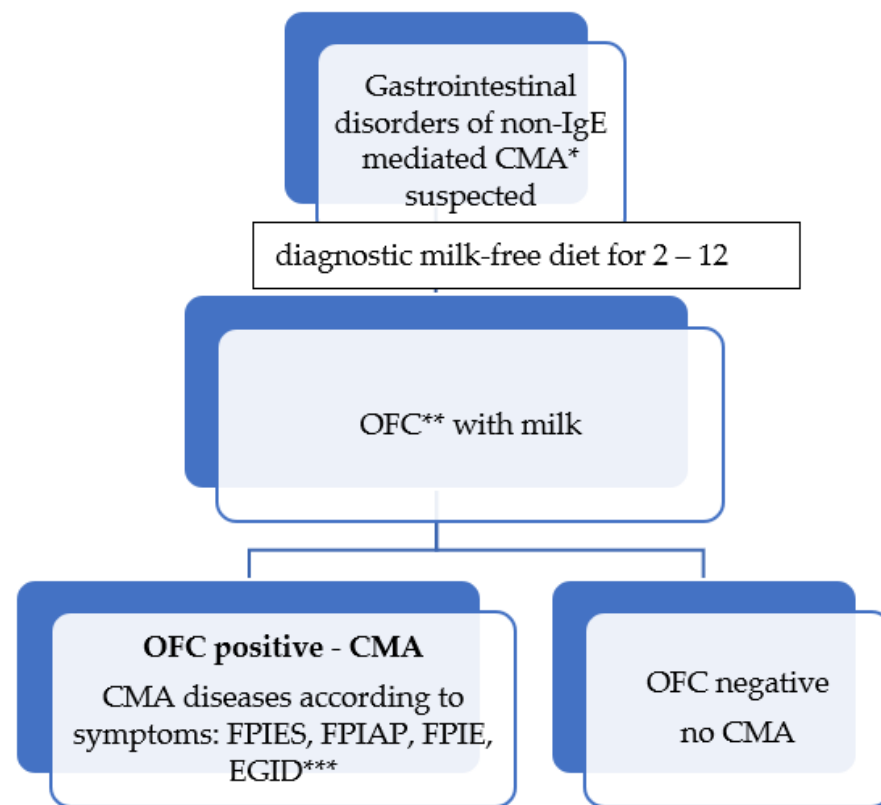 Gastrointestinal
disorders of non-IgE
mediated CMA*
suspected
diagnostic milk-free diet for 2 – 12
OFC** with milk
OFC positive - CMA
CMA diseases according to
symptoms: FPIES, FPIAP, FPIE,
EGID***
OFC negative
no CMA